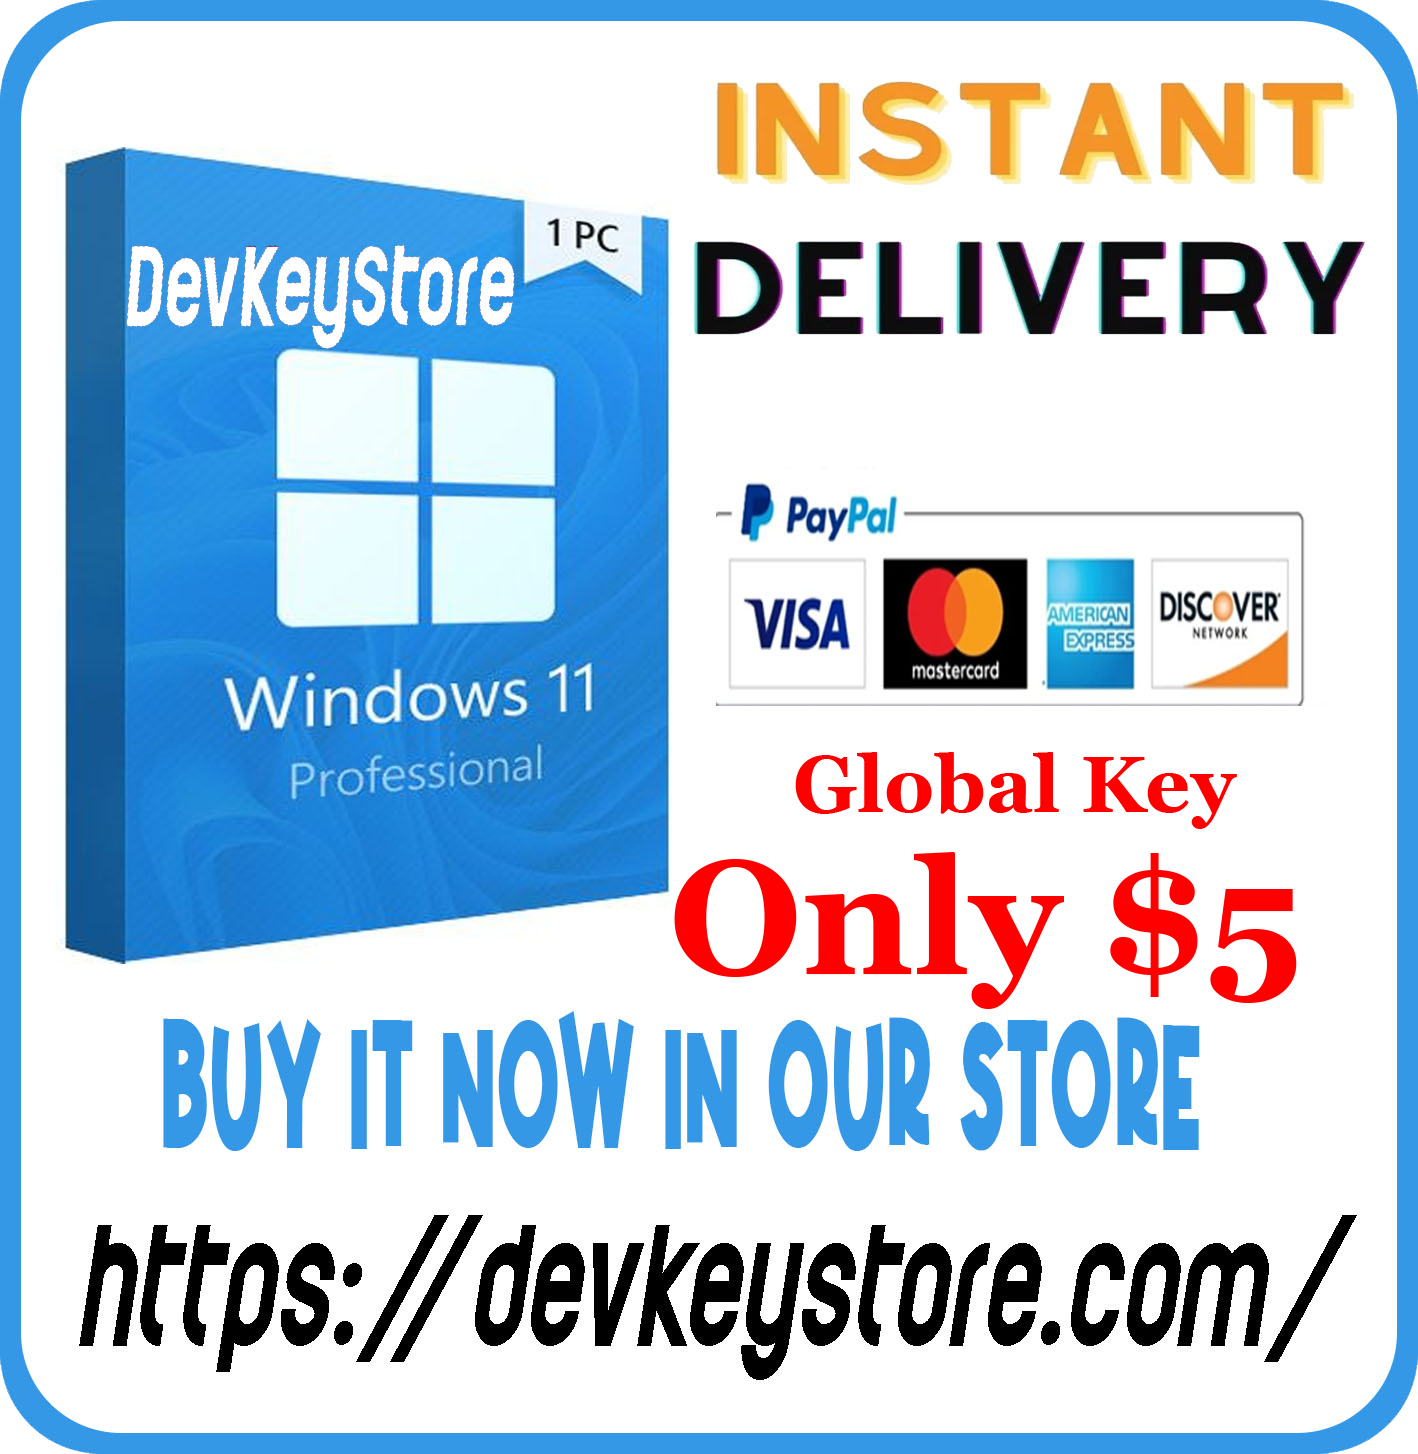 INSTANT
DELIVERY
1 PC
DevKeyStore
Windows 11
Professional
PayPal
VISA
mastercard
AMERICAN
EXPRESS
DISCOVER
NETWORK
Global Key
Only $5
BUY IT NOW IN OUR STORE
https://devkeystore.com/